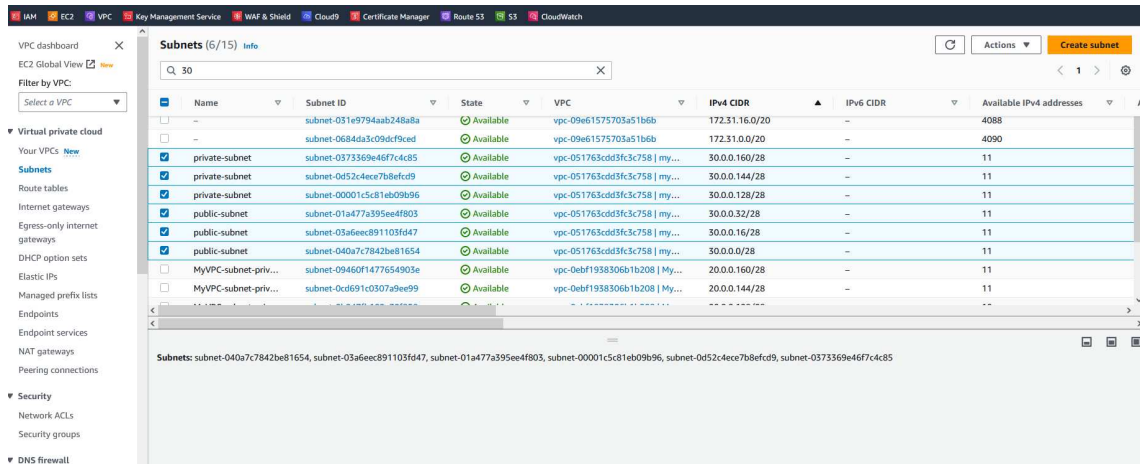 IAM EC2 VPC Key Management Service WAF & Shield Cloud9 Certificate Manager Route 53 S3 CloudWatch
VPC dashboard
EC2 Global View New
Filter by VPC:
Select a VPC
Virtual private cloud
Your VPCs New
Subnets
Route tables
Internet gateways
Egress-only internet
gateways
DHCP option sets
Elastic IPs
Managed prefix lists
Endpoints
Endpoint services
NAT gateways
Peering connections
Security
Network ACLs
Security groups
DNS firewall
Subnets (6/15) Info
Actions Create subnet
30
1
Name Subnet ID State VPC IPv4 CIDR IPv6 CIDR Available IPv4 addresses
– subnet-031e9794aab248a8a Available vpc-09e61575703a51b6b 172.31.16.0/20 – 4088
– subnet-0684da3c09dcf9ced Available vpc-09e61575703a51b6b 172.31.0.0/20 – 4090
private-subnet subnet-0373369e46f7c4c85 Available vpc-051763cdd3fc3c758 | my... 30.0.0.160/28 – 11
private-subnet subnet-0d52c4ece7b8efcd9 Available vpc-051763cdd3fc3c758 | my... 30.0.0.144/28 – 11
private-subnet subnet-00001c5c81eb09b96 Available vpc-051763cdd3fc3c758 | my... 30.0.0.128/28 – 11
public-subnet subnet-01a477a395ee4f803 Available vpc-051763cdd3fc3c758 | my... 30.0.0.32/28 – 11
public-subnet subnet-03a6eec891103fd47 Available vpc-051763cdd3fc3c758 | my... 30.0.0.16/28 – 11
public-subnet subnet-040a7c7842be81654 Available vpc-051763cdd3fc3c758 | my... 30.0.0.0/28 – 11
MyVPC-subnet-priv... subnet-09460f1477654903e Available vpc-0ebf1938306b1b208 | My... 20.0.0.160/28 – 11
MyVPC-subnet-priv... subnet-0cd691c0307a9ee99 Available vpc-0ebf1938306b1b208 | My... 20.0.0.144/28 – 11
Subnets: subnet-040a7c7842be81654, subnet-03a6eec891103fd47, subnet-01a477a395ee4f803, subnet-00001c5c81eb09b96, subnet-0d52c4ece7b8efcd9, subnet-0373369e46f7c4c85